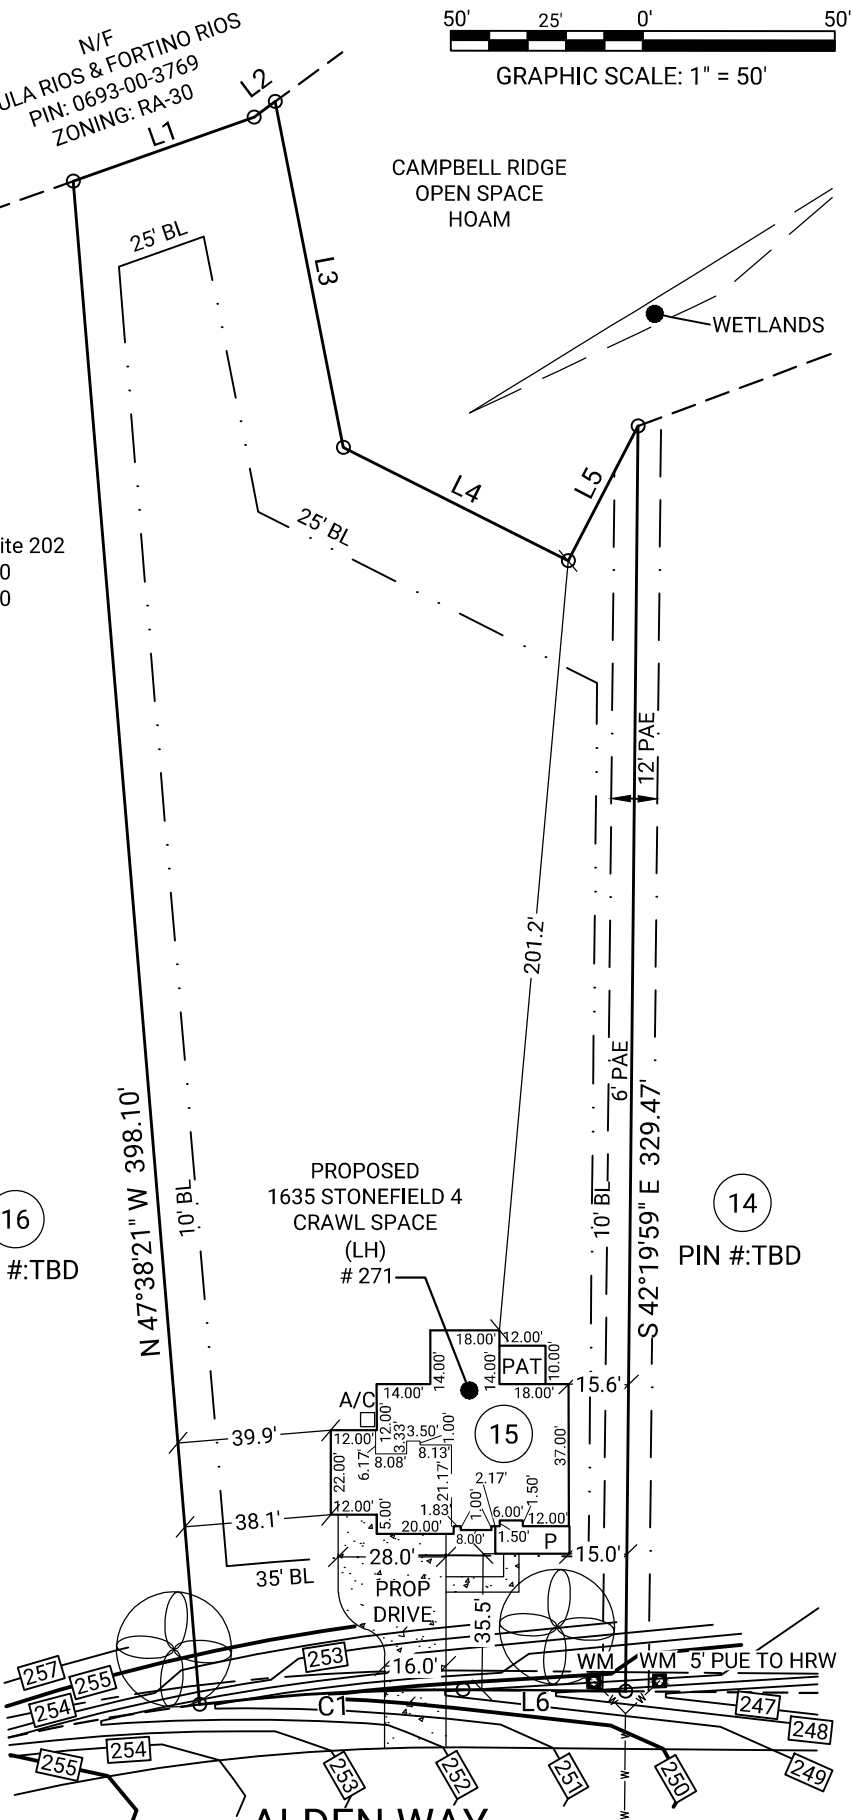 50' 25' 0' 50'
GRAPHIC SCALE: 1" = 50'
N/F
ULA RIOS & FORTINO RIOS
PIN: 0693-00-3769
ZONING: RA-30
L1
L2
CAMPBELL RIDGE
OPEN SPACE
HOAM
25' BL
L3
WETLANDS
L4
L5
25' BL
ite 202
0
0
12' PAE
201.2'
6' PAE
N 47°38'21" W 398.10'
S 42°19'59" E 329.47'
10' BL
10' BL
16
#:TBD
14
PIN #:TBD
PROPOSED
1635 STONEFIELD 4
CRAWL SPACE
(LH)
# 271
18.00'
12.00'
14.00'
14.00'
PAT
10.00'
14.00'
18.00'
15.6'
A/C
12.00'
3.33'
3.50'
1.00'
15
39.9'
12.00'
6.17'
8.08'
8.13'
37.00'
22.00'
21.17'
2.17'
1.50'
12.00'
5.00'
1.83'
1.00'
6.00'
12.00'
38.1'
20.00'
8.00'
1.50'
P
28.0'
15.0'
35' BL
PROP
DRIVE
35.5'
16.0'
WM
WM
5' PUE TO HRW
257
255
254
253
C1
L6
247
248
249
255
254
253
252
251
250
W
W
W
W
W
ALDEN WAY